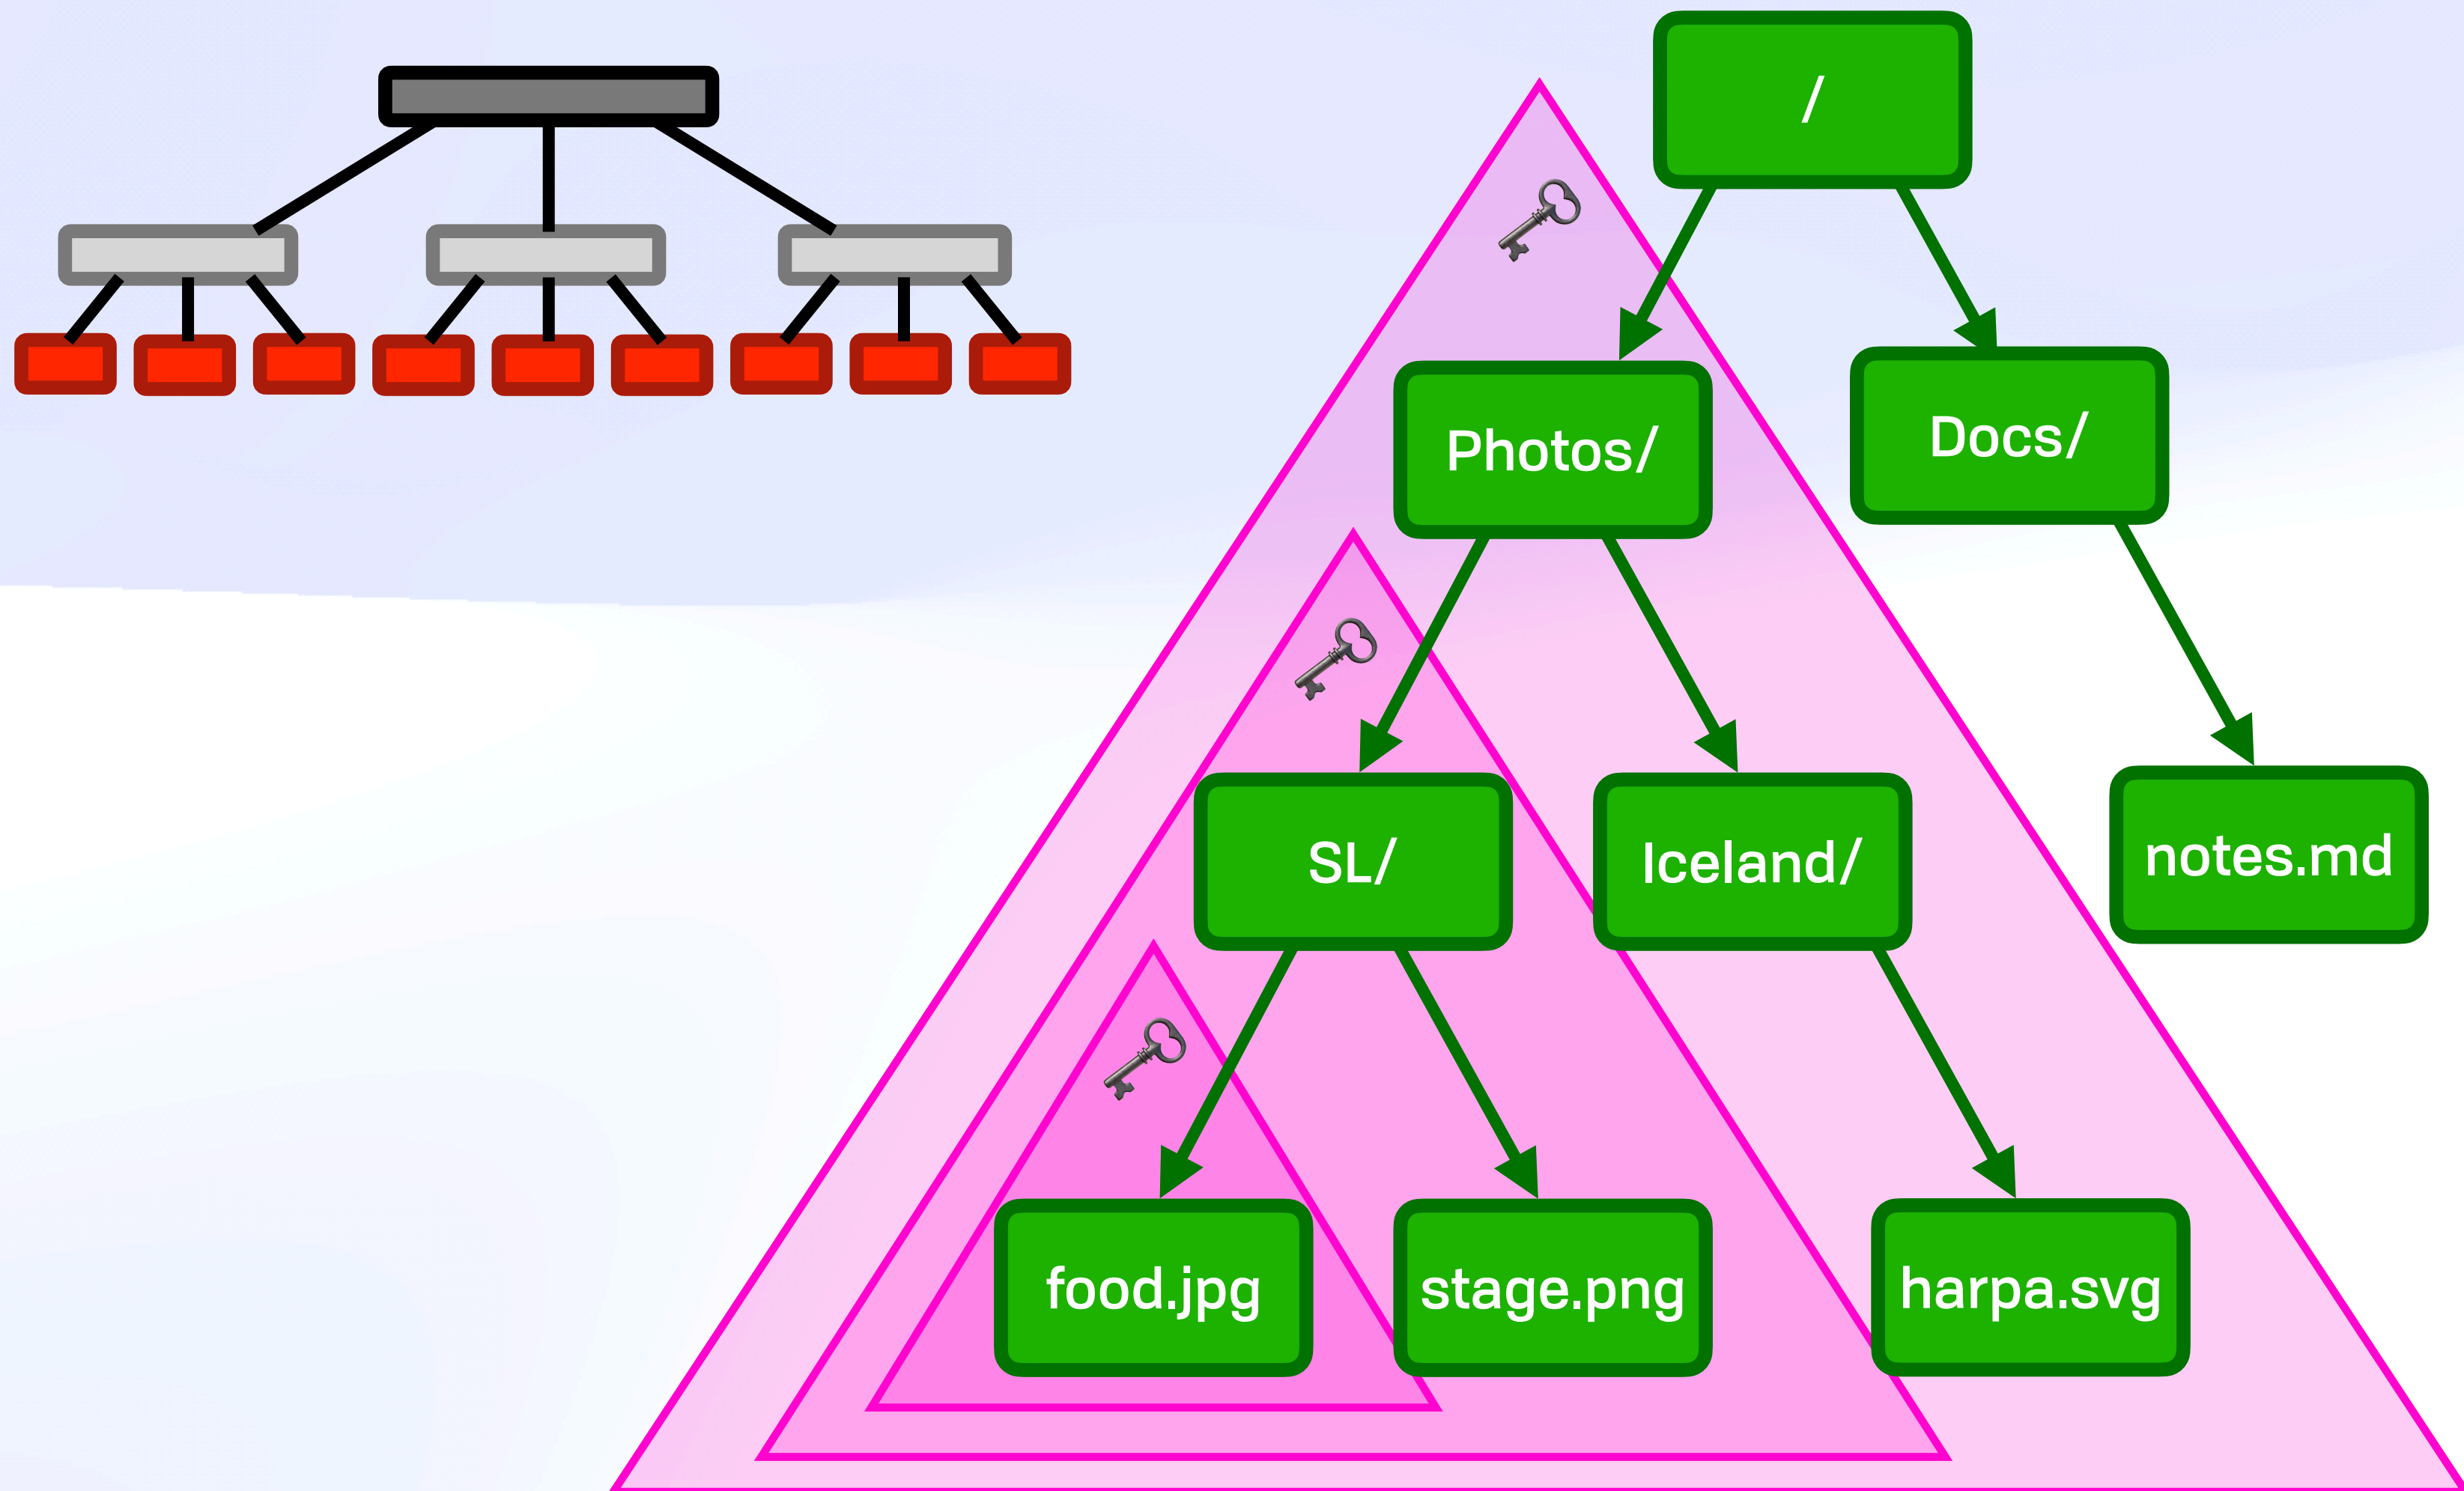 /
Photos/
Docs/
SL/
Iceland/
notes.md
food.jpg
stage.png
harpa.svg